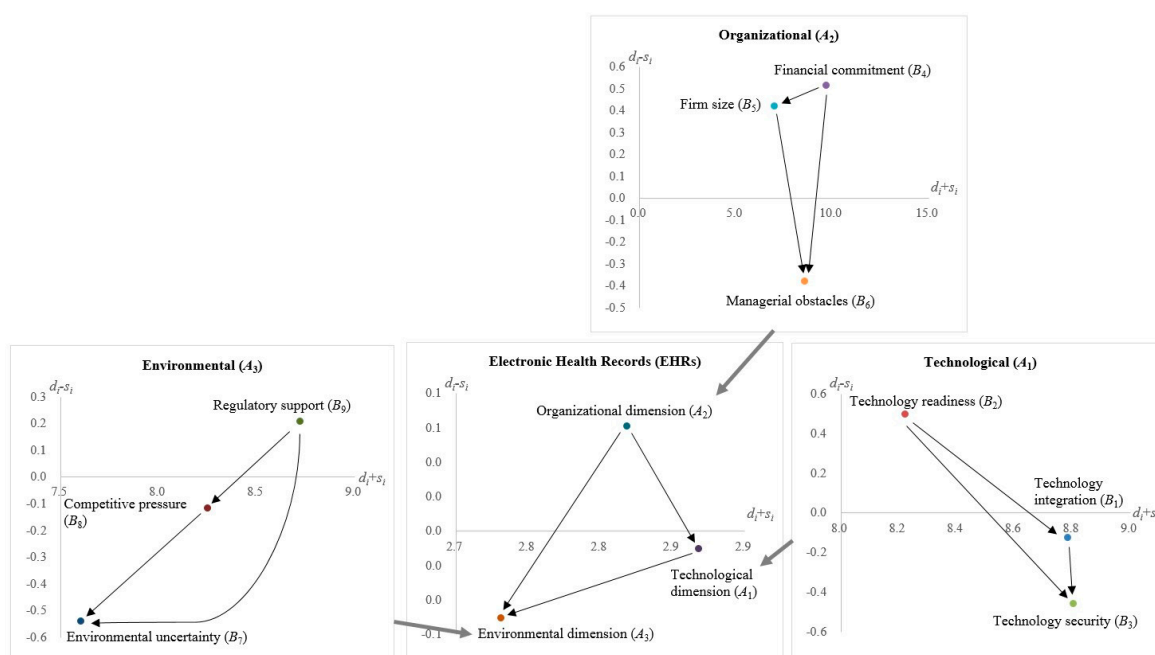 Organizational (A2)
di-si
0.6
0.5
0.4
0.3
0.2
0.1
0.0
-0.1
-0.2
-0.3
-0.4
-0.5
Financial commitment (B4)
Firm size (B5)
di+si
0.0 5.0 10.0 15.0
Managerial obstacles (B6)
Environmental (A3)
di-si
0.3
0.2
0.1
0.0
-0.1
-0.2
-0.3
-0.4
-0.5
-0.6
Regulatory support (B9)
di+si
7.5 8.0 8.5 9.0
Competitive pressure
(B8)
Environmental uncertainty (B7)
Electronic Health Records (EHRs)
di-si
0.1
0.1
0.0
0.0
0.0
0.0
0.0
-0.1
Organizational dimension (A2)
di+si
2.7 2.8 2.8 2.9 2.9
Technological
dimension (A1)
Environmental dimension (A3)
Technological (A1)
di-si
0.6
0.4
0.2
0.0
-0.2
-0.4
-0.6
Technology readiness (B2)
Technology
integration (B1)
di+si
8.0 8.2 8.4 8.6 8.8 9.0
Technology security (B3)